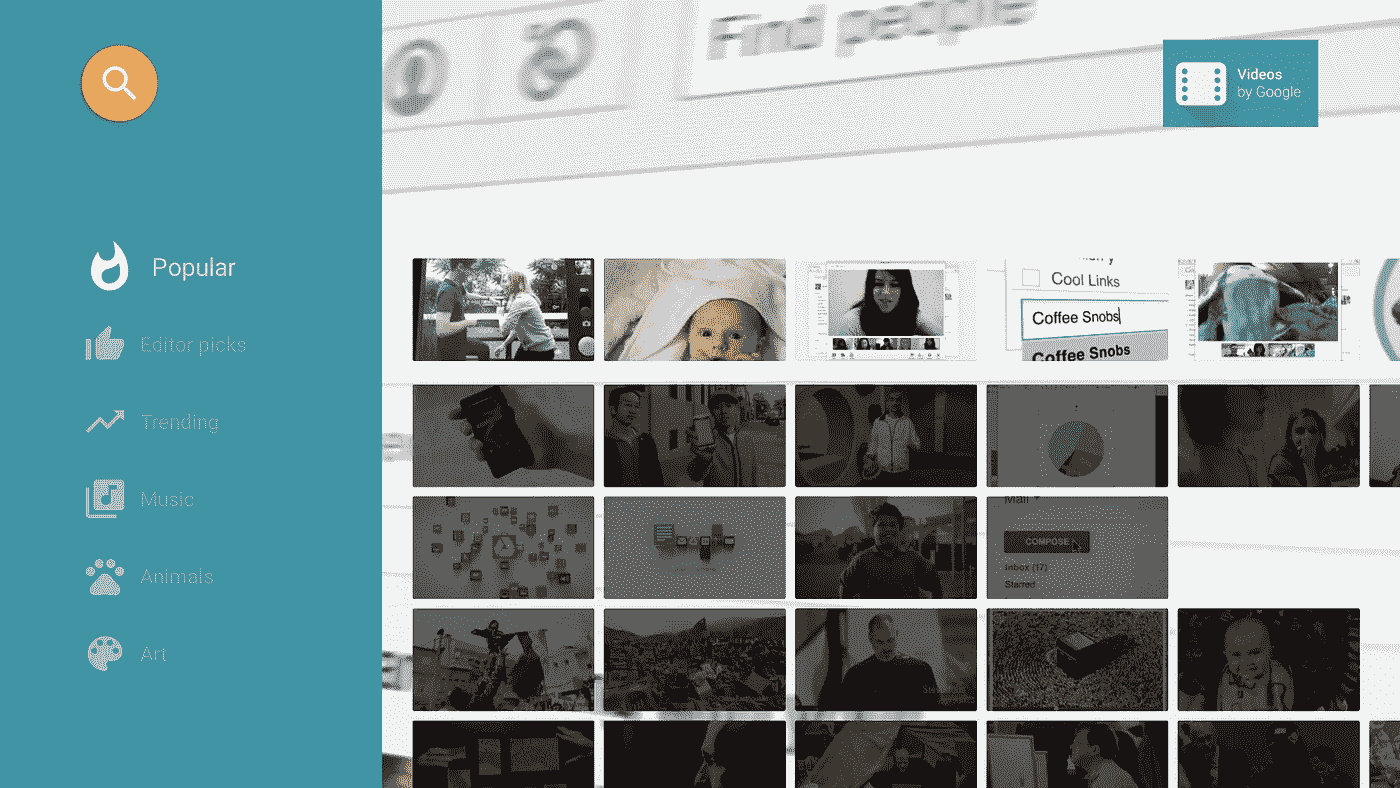 Find people
Videos
by Google
Popular
Editor picks
Trending
Music
Animals
Art
Cool Links
Coffee Snobs
Coffee Snobs
Mail
COMPOSE
Inbox (17)
Starred